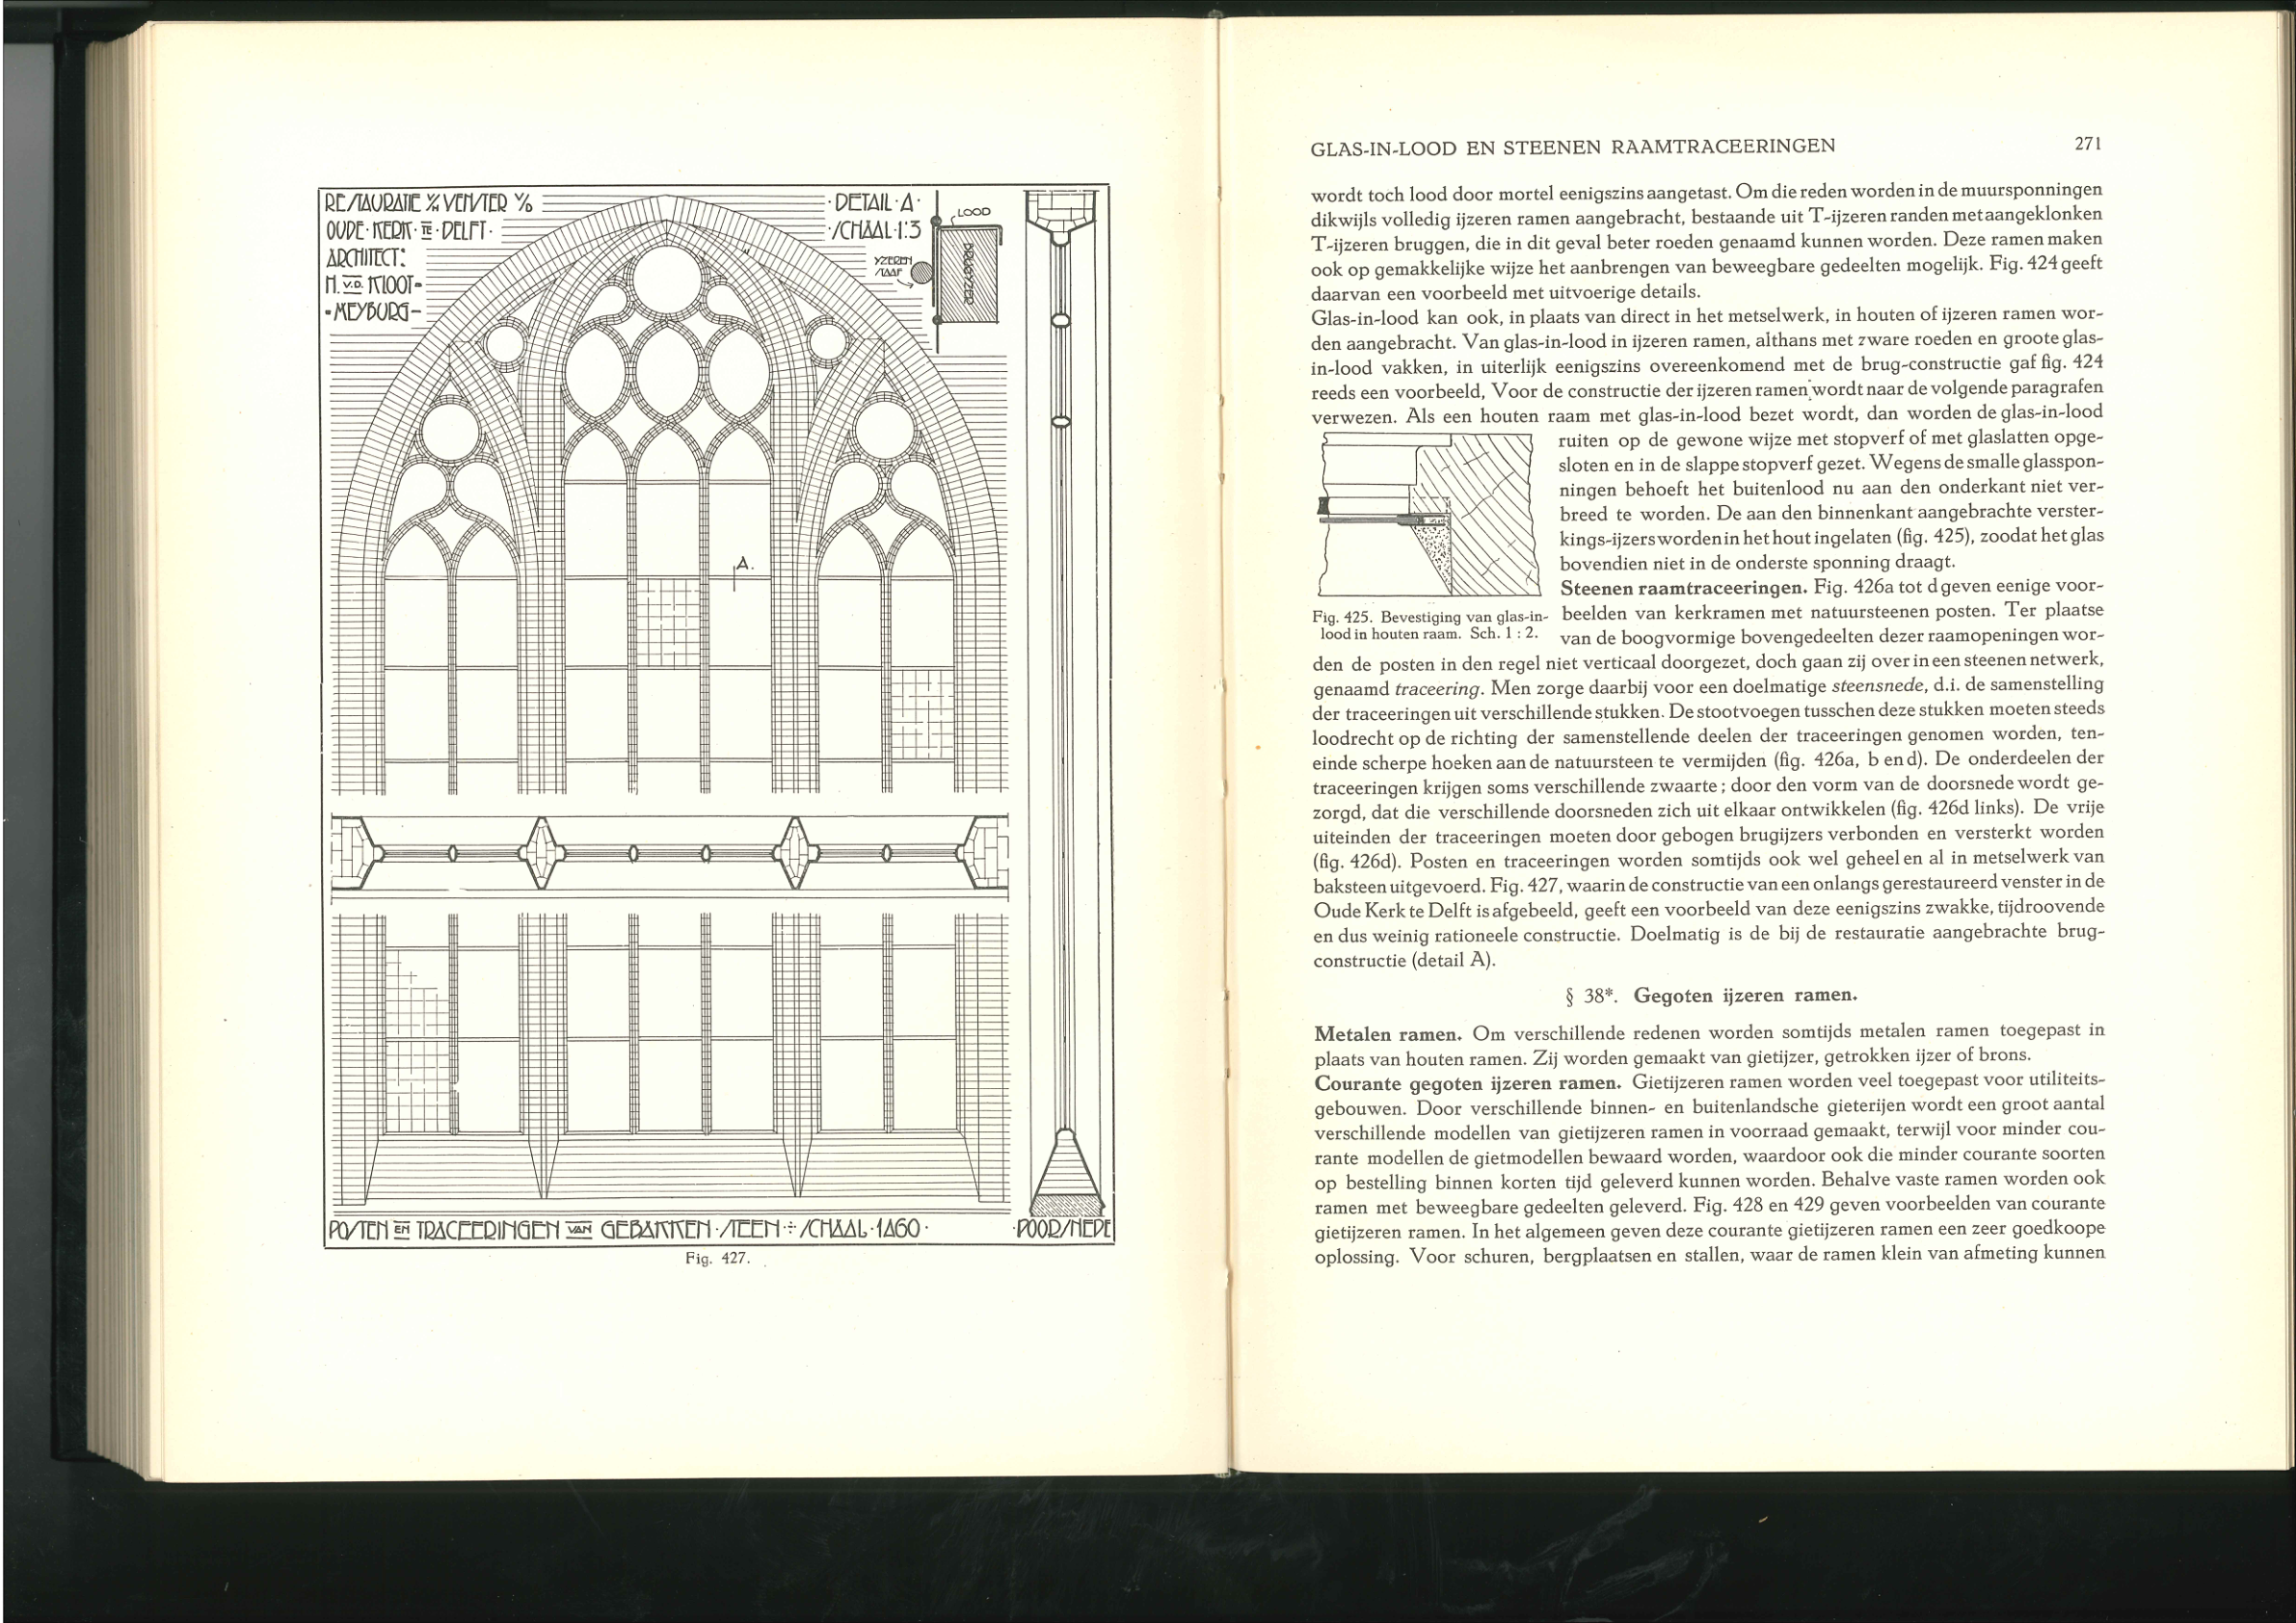 RESTAURATIE V/H VENSTER V/D
OUDE·KERK·TE·DELFT·
ARCHITECT:
H. V.D. KLOOT-
-MEYBURG-
·DETAIL·A·
·SCHAAL·1:3
LOOD
YZEREN
STAAF
BRUGYZER
A.
POSTEN EN TRACEERINGEN VAN GEBAKKEN·STEEN÷SCHAAL·1À60·
·DOORSNEDE
Fig. 427.
GLAS-IN-LOOD EN STEENEN RAAMTRACEERINGEN 271
wordt toch lood door mortel eenigszins aangetast. Om die reden worden in de muursponningen
dikwijls volledig ijzeren ramen aangebracht, bestaande uit T-ijzeren randen met aangeklonken
T-ijzeren bruggen, die in dit geval beter roeden genaamd kunnen worden. Deze ramen maken
ook op gemakkelijke wijze het aanbrengen van beweegbare gedeelten mogelijk. Fig. 424 geeft
daarvan een voorbeeld met uitvoerige details.
Glas-in-lood kan ook, in plaats van direct in het metselwerk, in houten of ijzeren ramen wor-
den aangebracht. Van glas-in-lood in ijzeren ramen, althans met zware roeden en groote glas-
in-lood vakken, in uiterlijk eenigszins overeenkomend met de brug-constructie gaf fig. 424
reeds een voorbeeld, Voor de constructie der ijzeren ramen wordt naar de volgende paragrafen
verwezen. Als een houten raam met glas-in-lood bezet wordt, dan worden de glas-in-lood
ruiten op de gewone wijze met stopverf of met glaslatten opge-
sloten en in de slappe stopverf gezet. Wegens de smalle glasspon-
ningen behoeft het buitenlood nu aan den onderkant niet ver-
breed te worden. De aan den binnenkant aangebrachte verster-
kings-ijzers worden in het hout ingelaten (fig. 425), zoodat het glas
bovendien niet in de onderste sponning draagt.
Fig. 425. Bevestiging van glas-in-
lood in houten raam. Sch. 1 : 2.
Steenen raamtraceeringen. Fig. 426a tot d geven eenige voor-
beelden van kerkramen met natuursteenen posten. Ter plaatse
van de boogvormige bovengedeelten dezer raamopeningen wor-
den de posten in den regel niet verticaal doorgezet, doch gaan zij over in een steenen netwerk,
genaamd traceering. Men zorge daarbij voor een doelmatige steensnede, d.i. de samenstelling
der traceeringen uit verschillende stukken. De stootvoegen tusschen deze stukken moeten steeds
loodrecht op de richting der samenstellende deelen der traceeringen genomen worden, ten-
einde scherpe hoeken aan de natuursteen te vermijden (fig. 426a, b en d). De onderdeelen der
traceeringen krijgen soms verschillende zwaarte; door den vorm van de doorsnede wordt ge-
zorgd, dat die verschillende doorsneden zich uit elkaar ontwikkelen (fig. 426d links). De vrije
uiteinden der traceeringen moeten door gebogen brugijzers verbonden en versterkt worden
(fig. 426d). Posten en traceeringen worden somtijds ook wel geheel en al in metselwerk van
baksteen uitgevoerd. Fig. 427, waarin de constructie van een onlangs gerestaureerd venster in de
Oude Kerk te Delft is afgebeeld, geeft een voorbeeld van deze eenigszins zwakke, tijdroovende
en dus weinig rationeele constructie. Doelmatig is de bij de restauratie aangebrachte brug-
constructie (detail A).
§ 38*. Gegoten ijzeren ramen.
Metalen ramen. Om verschillende redenen worden somtijds metalen ramen toegepast in
plaats van houten ramen. Zij worden gemaakt van gietijzer, getrokken ijzer of brons.
Courante gegoten ijzeren ramen. Gietijzeren ramen worden veel toegepast voor utiliteits-
gebouwen. Door verschillende binnen- en buitenlandsche gieterijen wordt een groot aantal
verschillende modellen van gietijzeren ramen in voorraad gemaakt, terwijl voor minder cou-
rante modellen de gietmodellen bewaard worden, waardoor ook die minder courante soorten
op bestelling binnen korten tijd geleverd kunnen worden. Behalve vaste ramen worden ook
ramen met beweegbare gedeelten geleverd. Fig. 428 en 429 geven voorbeelden van courante
gietijzeren ramen. In het algemeen geven deze courante gietijzeren ramen een zeer goedkoope
oplossing. Voor schuren, bergplaatsen en stallen, waar de ramen klein van afmeting kunnen